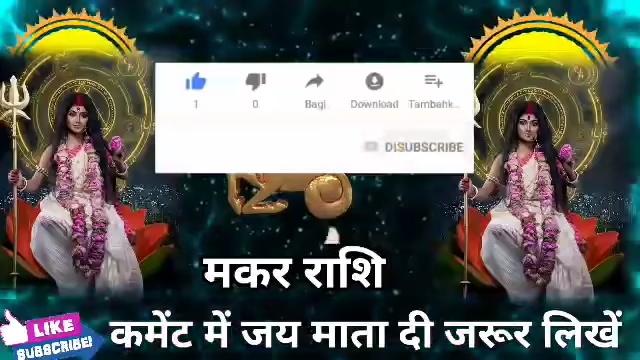 1 0 Bagi Download Tambahk..
DISUBSCRIBE
मकर राशि
LIKE
SUBSCRIBE!
कमेंट में जय माता दी जरूर लिखें